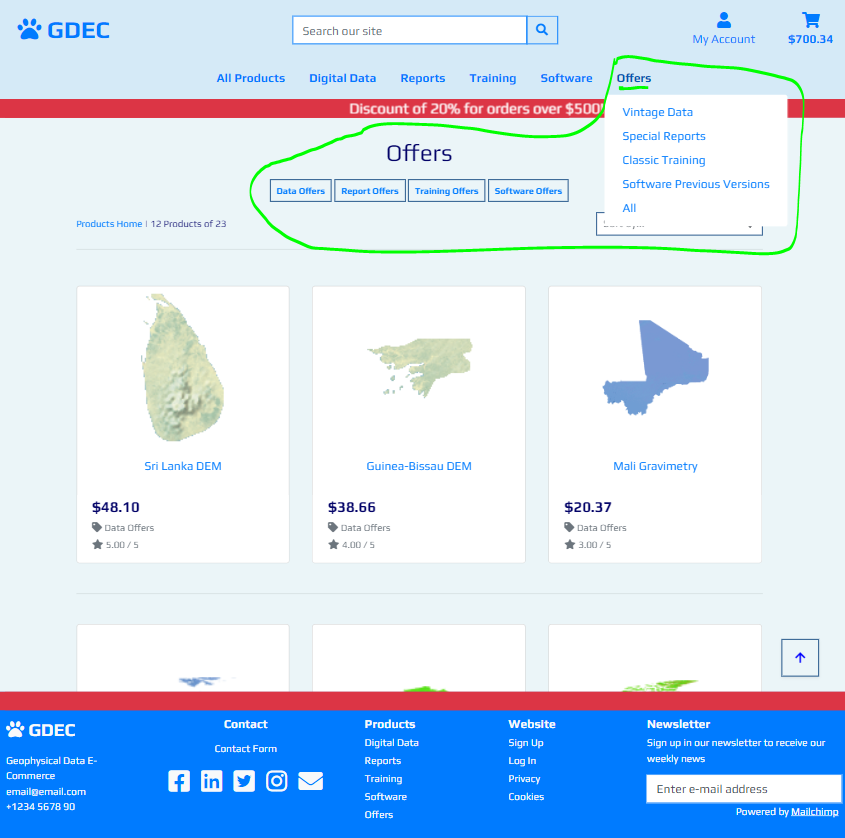 GDEC
Search our site
My Account
$700.34
All Products Digital Data Reports Training Software Offers
Discount of 20% for orders over $500
Vintage Data
Special Reports
Classic Training
Software Previous Versions
All
Offers
Data Offers Report Offers Training Offers Software Offers
Products Home | 12 Products of 23
Sri Lanka DEM
$48.10
Data Offers
5.00 / 5
Guinea-Bissau DEM
$38.66
Data Offers
4.00 / 5
Mali Gravimetry
$20.37
Data Offers
3.00 / 5
GDEC
Geophysical Data E-
Commerce
email@email.com
+1234 5678 90
Contact
Contact Form
Products
Digital Data
Reports
Training
Software
Offers
Website
Sign Up
Log In
Privacy
Cookies
Newsletter
Sign up in our newsletter to receive our
weekly news
Enter e-mail address
Powered by Mailchimp